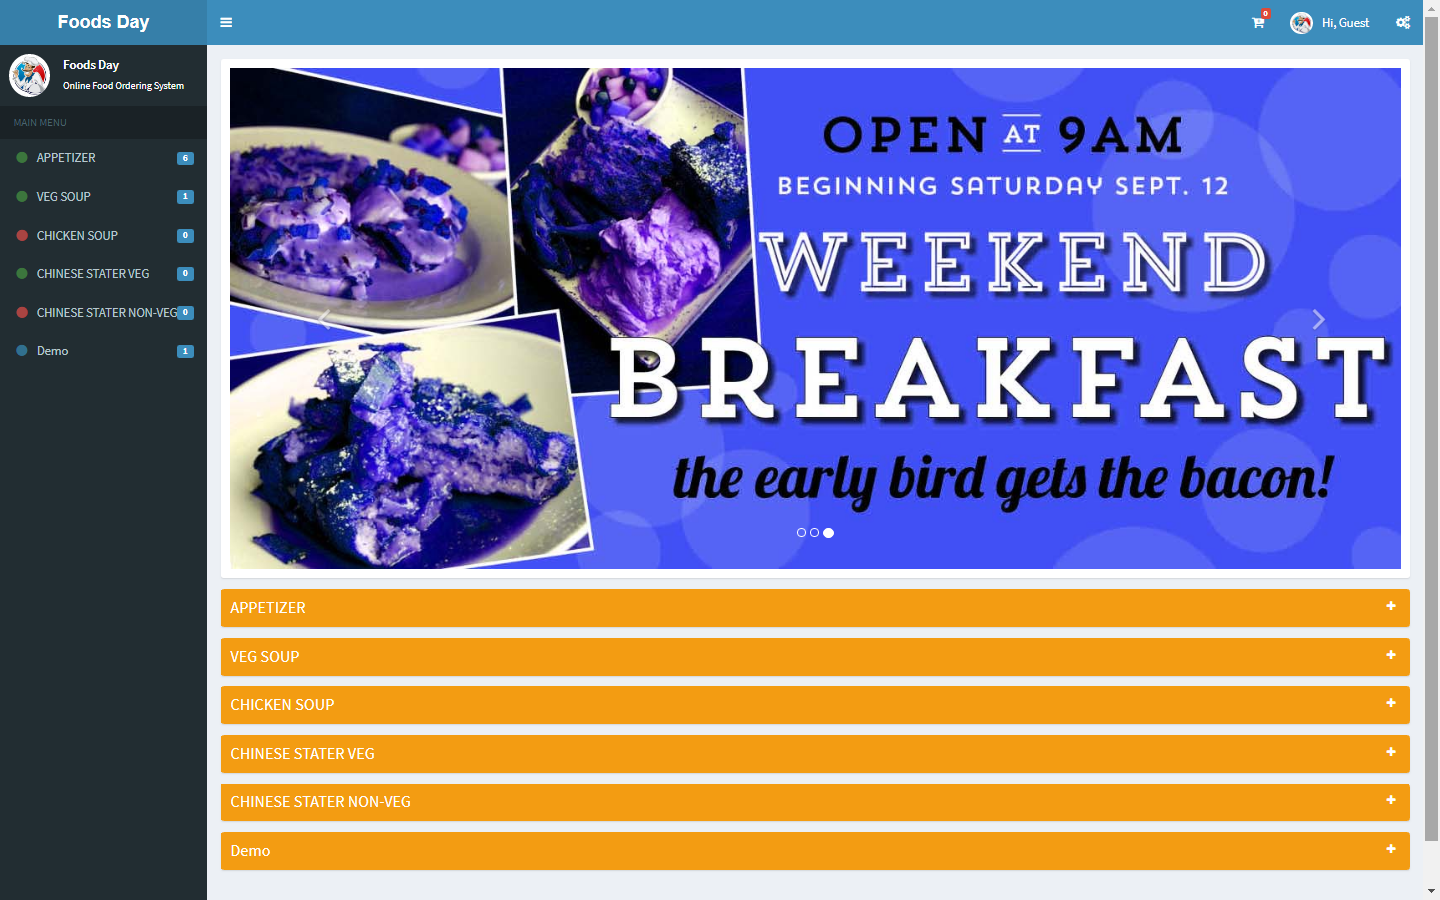 Foods Day
0
Hi, Guest
Foods Day
Online Food Ordering System
MAIN MENU
APPETIZER 6
VEG SOUP 1
CHICKEN SOUP 0
CHINESE STATER VEG 0
CHINESE STATER NON-VEG 0
Demo 1
OPEN AT 9AM
BEGINNING SATURDAY SEPT. 12
WEEKEND
BREAKFAST
the early bird gets the bacon!
APPETIZER
VEG SOUP
CHICKEN SOUP
CHINESE STATER VEG
CHINESE STATER NON-VEG
Demo